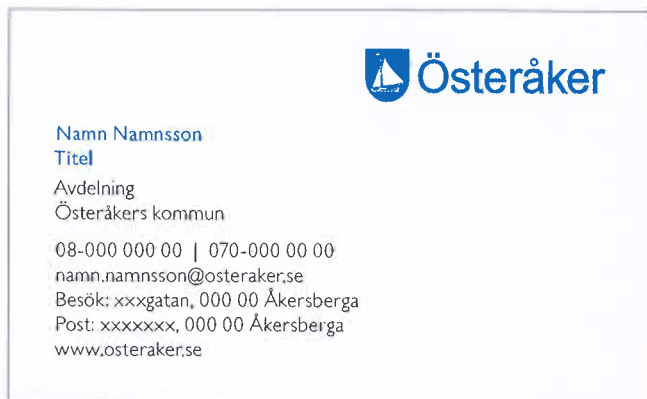 Österåker
Namn Namnsson
Titel
Avdelning
Österåkers kommun
08-000 000 00 | 070-000 00 00
namn.namnsson@osteraker.se
Besök: xxxgatan, 000 00 Åkersberga
Post: xxxxxxx, 000 00 Åkersberga
www.osteraker.se